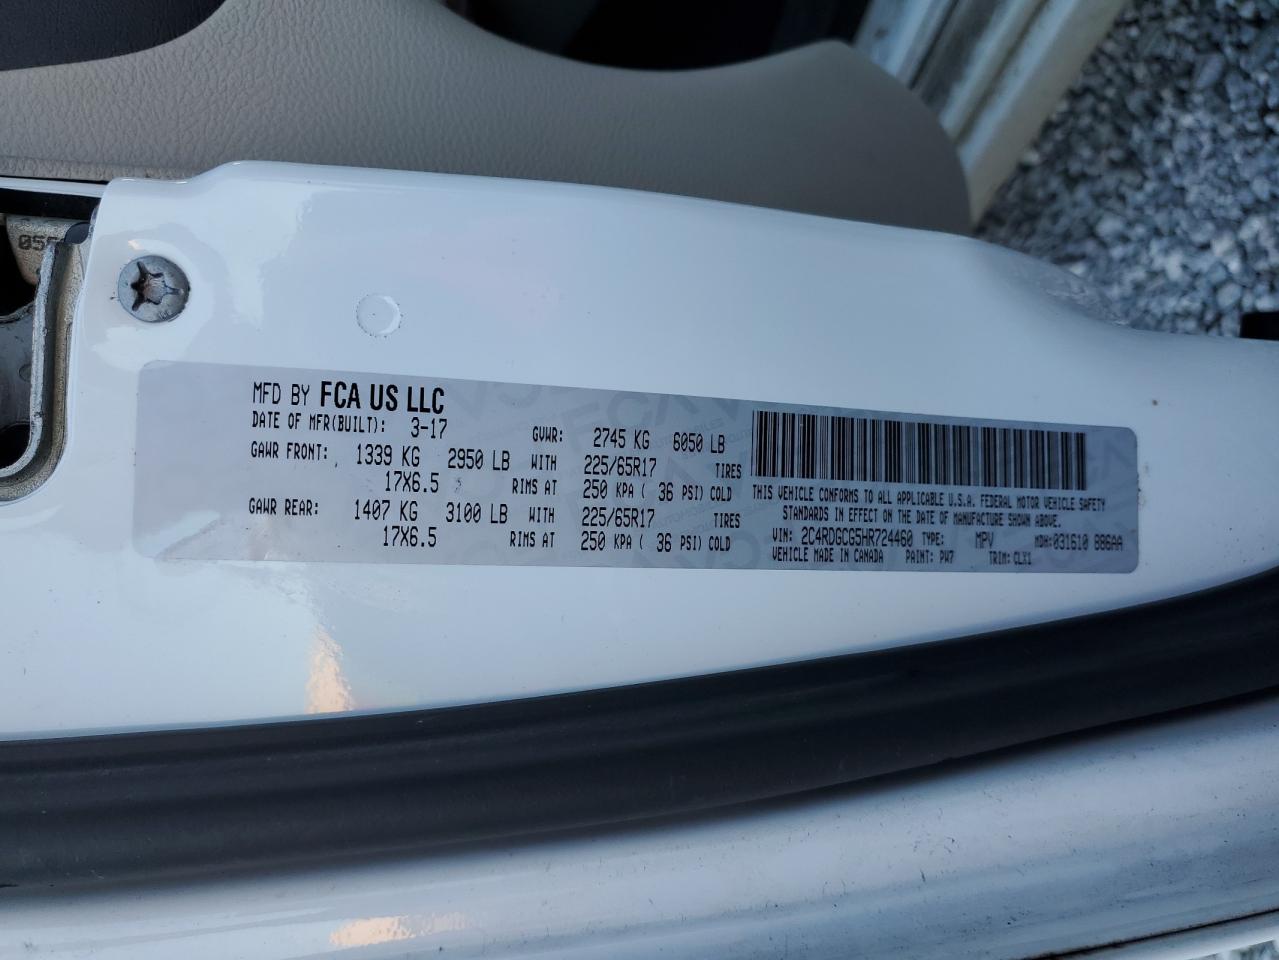 MFD BY FCA US LLC
DATE OF MFR(BUILT): 3-17 GVWR: 2745 KG 6050 LB
GAWR FRONT: 1339 KG 2950 LB WITH 225/65R17 TIRES
17X6.5 RIMS AT 250 KPA ( 36 PSI) COLD
GAWR REAR: 1407 KG 3100 LB WITH 225/65R17 TIRES
17X6.5 RIMS AT 250 KPA ( 36 PSI) COLD
THIS VEHICLE CONFORMS TO ALL APPLICABLE U.S.A. FEDERAL MOTOR VEHICLE SAFETY
STANDARDS IN EFFECT ON THE DATE OF MANUFACTURE SHOWN ABOVE.
VIN: 2C4RDGCG5HR724460 TYPE: MPV MDH: 031610 886AA
VEHICLE MADE IN CANADA PAINT: PW7 TRIM: CLX1